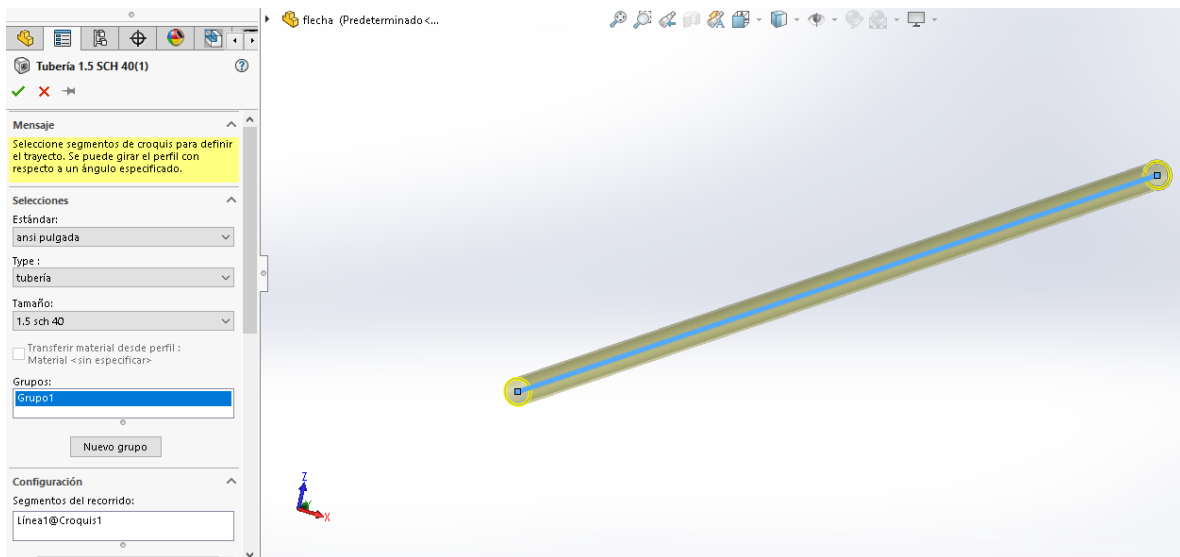 flecha (Predeterminado<...
Tubería 1.5 SCH 40(1)
Mensaje
Seleccione segmentos de croquis para definir
el trayecto. Se puede girar el perfil con
respecto a un ángulo especificado.
Selecciones
Estándar:
ansi pulgada
Type :
tubería
Tamaño:
1.5 sch 40
Transferir material desde perfil :
Material <sin especificar>
Grupos:
Grupo1
Nuevo grupo
Configuración
Segmentos del recorrido:
Línea1@Croquis1
Z
X